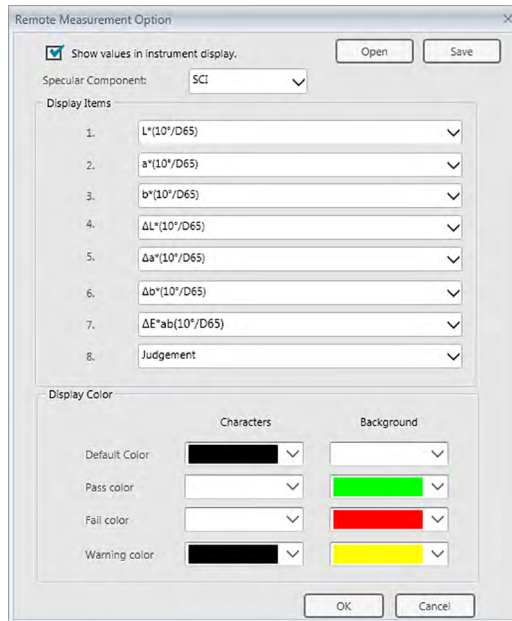 Remote Measurement Option
Show values in instrument display.
Open
Save
Specular Component:
SCI
Display Items
1. L*(10°/D65)
2. a*(10°/D65)
3. b*(10°/D65)
4. ΔL*(10°/D65)
5. Δa*(10°/D65)
6. Δb*(10°/D65)
7. ΔE*ab(10°/D65)
8. Judgement
Display Color
Characters Background
Default Color
Pass color
Fail color
Warning color
OK Cancel